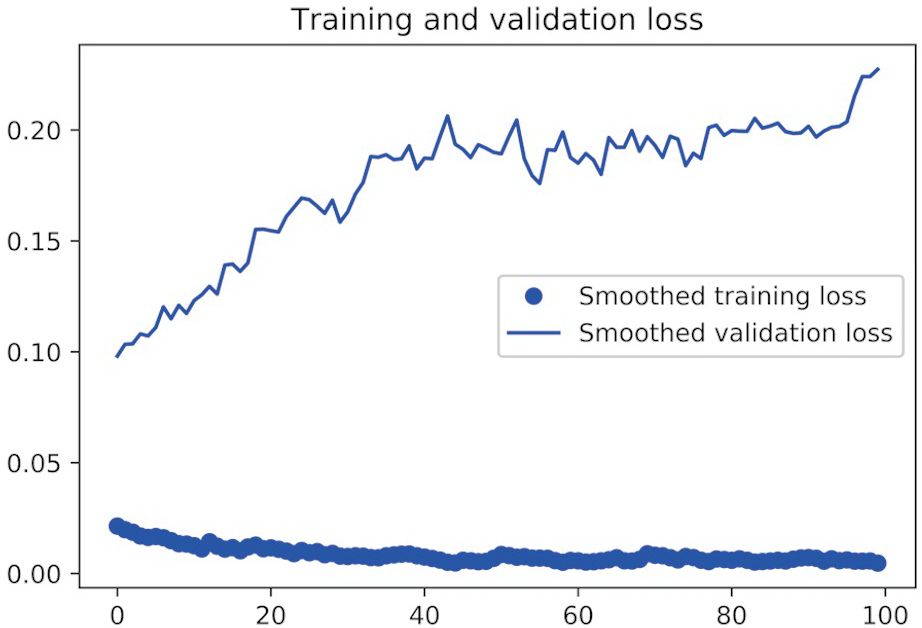 Training and validation loss
0.20
0.15
0.10
0.05
0.00
Smoothed training loss
Smoothed validation loss
0 20 40 60 80 100